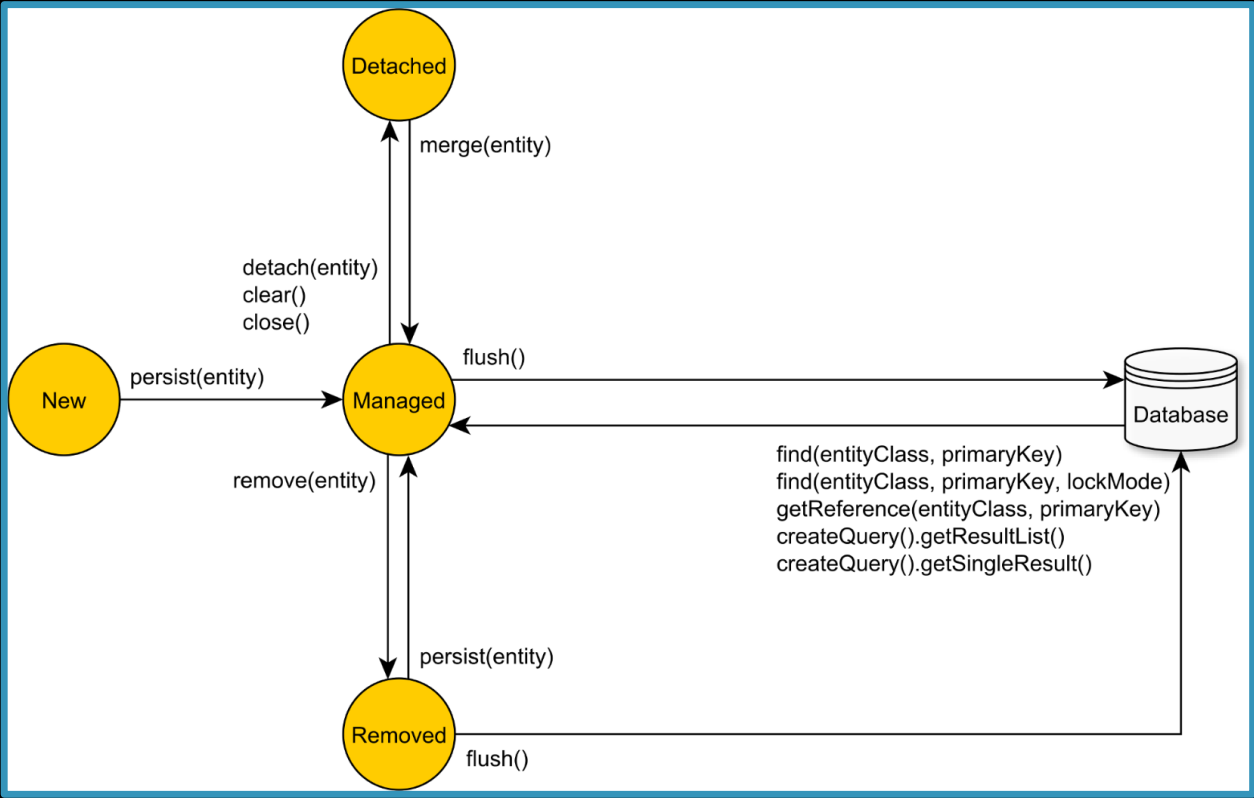 Detached
merge(entity)
detach(entity)
clear()
close()
flush()
New
persist(entity)
Managed
Database
find(entityClass, primaryKey)
find(entityClass, primaryKey, lockMode)
getReference(entityClass, primaryKey)
createQuery().getResultList()
createQuery().getSingleResult()
remove(entity)
persist(entity)
Removed
flush()